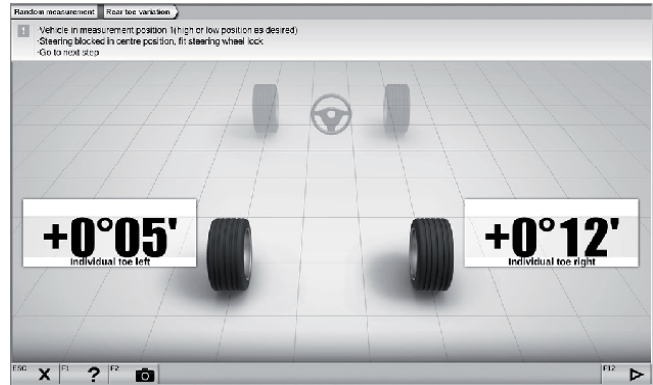 Random measurement Rear toe variation
! -Vehicle in measurement position 1(high or low position as desired)
-Steering blocked in centre position, fit steering wheel lock
-Go to next step
+0°05' +0°12'
Individual toe left Individual toe right
ESC X F1 ? F2 F12